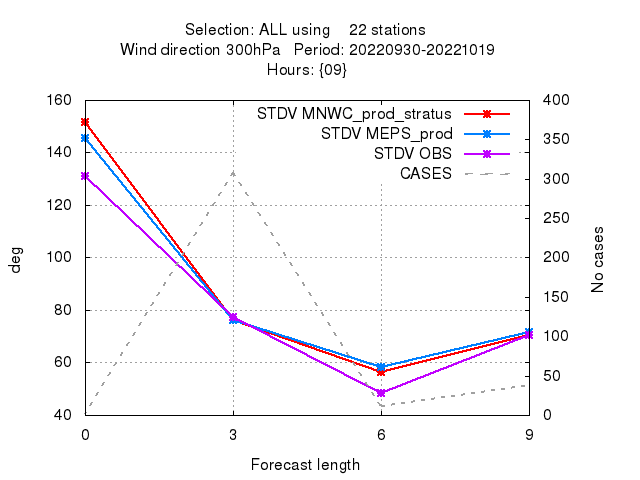 Selection: ALL using 22 stations
Wind direction 300hPa Period: 20220930-20221019
Hours: {09}
STDV MNWC_prod_stratus
STDV MEPS_prod
STDV OBS
CASES
160
140
120
100
80
60
40
400
350
300
250
200
150
100
50
0
deg
No cases
0 3 6 9
Forecast length